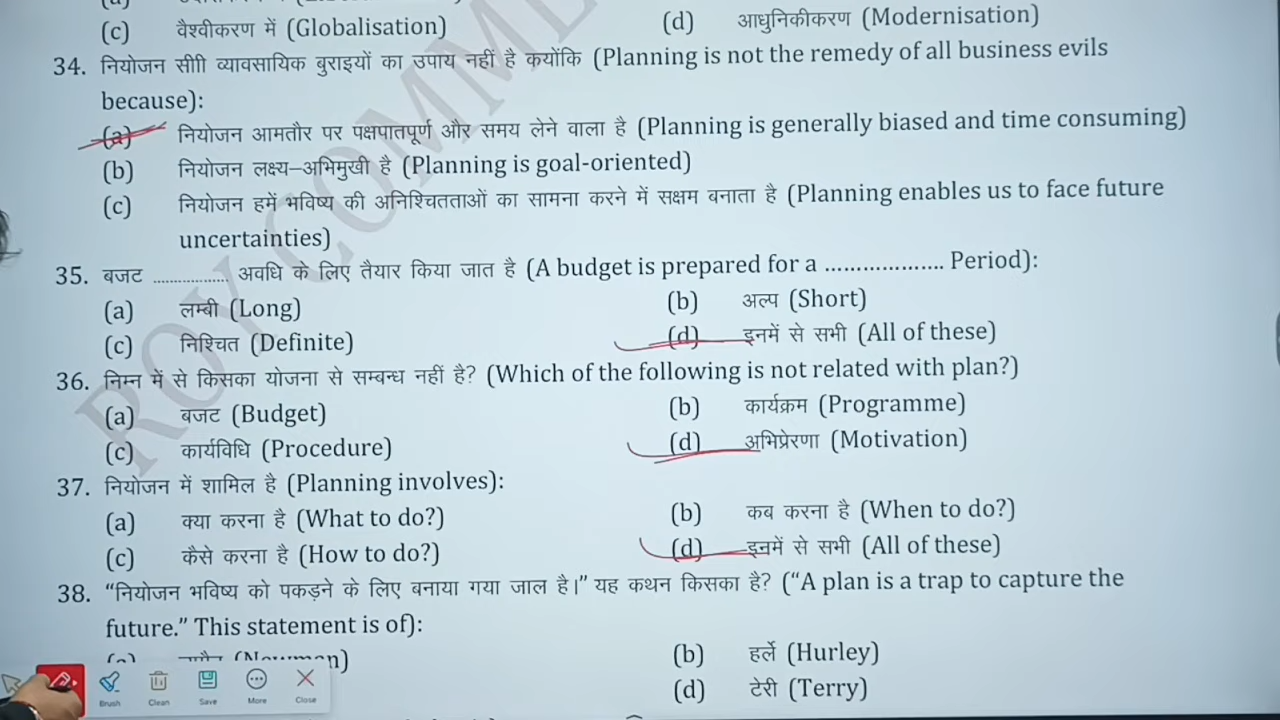 (c) वैश्वीकरण में (Globalisation) (d) आधुनिकीकरण (Modernisation)
34. नियोजन सीाी व्यावसायिक बुराइयों का उपाय नहीं है कयोंकि (Planning is not the remedy of all business evils
because):
(a) नियोजन आमतौर पर पक्षपातपूर्ण और समय लेने वाला है (Planning is generally biased and time consuming)
(b) नियोजन लक्ष्य–अभिमुखी है (Planning is goal-oriented)
(c) नियोजन हमें भविष्य की अनिश्चितताओं का सामना करने में सक्षम बनाता है (Planning enables us to face future
uncertainties)
35. बजट ................. अवधि के लिए तैयार किया जात है (A budget is prepared for a ................... Period):
(a) लम्बी (Long) (b) अल्प (Short)
(c) निश्चित (Definite) (d) इनमें से सभी (All of these)
36. निम्न में से किसका योजना से सम्बन्ध नहीं है? (Which of the following is not related with plan?)
(a) बजट (Budget) (b) कार्यक्रम (Programme)
(c) कार्यविधि (Procedure) (d) अभिप्रेरणा (Motivation)
37. नियोजन में शामिल है (Planning involves):
(a) क्या करना है (What to do?) (b) कब करना है (When to do?)
(c) कैसे करना है (How to do?) (d) इनमें से सभी (All of these)
38. “नियोजन भविष्य को पकड़ने के लिए बनाया गया जाल है।” यह कथन किसका है? (“A plan is a trap to capture the
future.” This statement is of):
(b) हर्ले (Hurley)
(d) टेरी (Terry)
Brush Clean Save More Close
ROY COMME